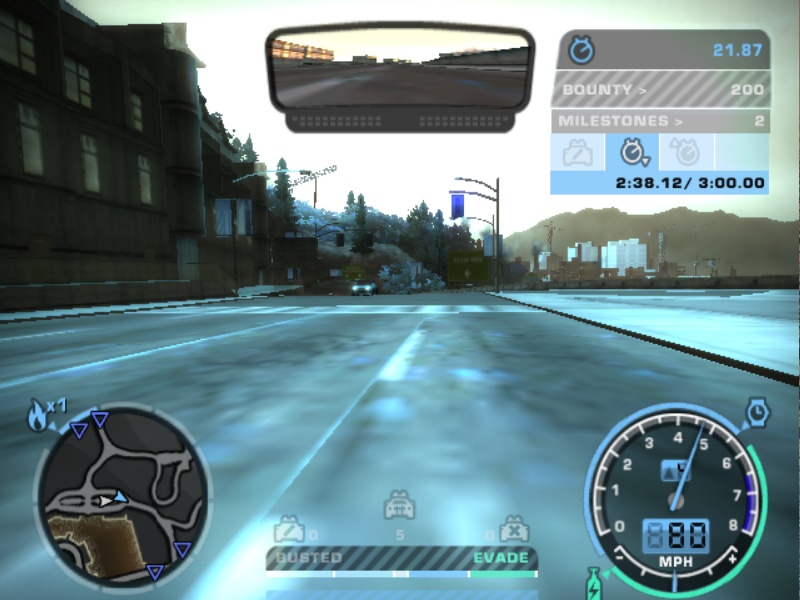 21.87
BOUNTY > 200
MILESTONES > 2
2:38.12/ 3:00.00
x1
0 1 2 3 4 5 6 7 8
80
MPH
0 5 0
BUSTED EVADE